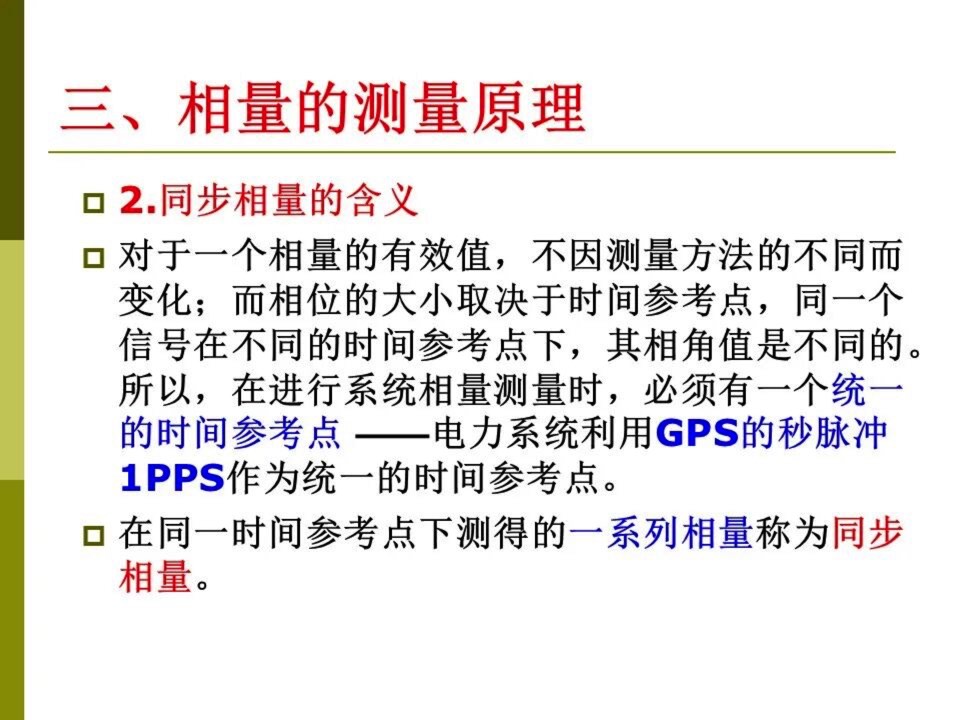 三、相量的测量原理
2.同步相量的含义
对于一个相量的有效值，不因测量方法的不同而
变化；而相位的大小取决于时间参考点，同一个
信号在不同的时间参考点下，其相角值是不同的。
所以，在进行系统相量测量时，必须有一个统一
的时间参考点 ——电力系统利用GPS的秒脉冲
1PPS作为统一的时间参考点。
在同一时间参考点下测得的一系列相量称为同步
相量。